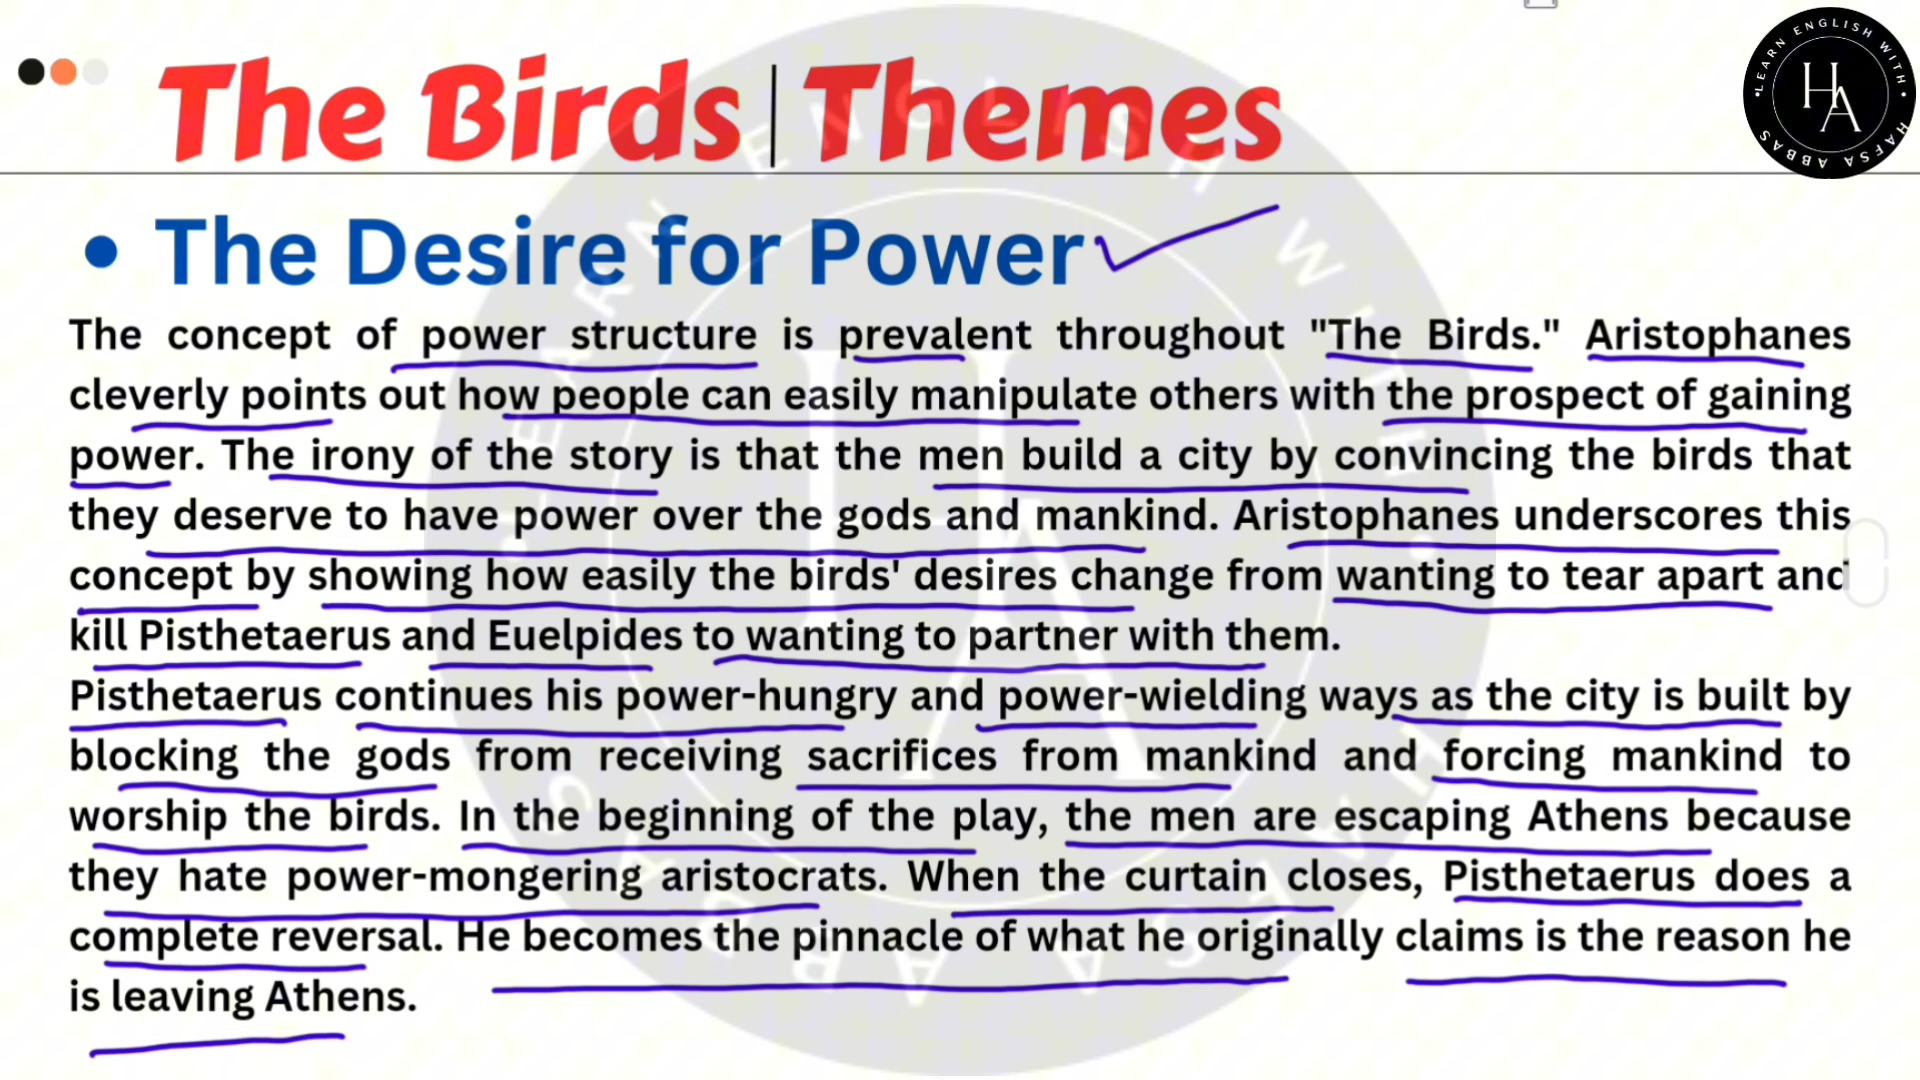 The Birds | Themes
LEARN ENGLISH WITH HAFSA ABBAS
HA
• The Desire for Power
The concept of power structure is prevalent throughout "The Birds." Aristophanes
cleverly points out how people can easily manipulate others with the prospect of gaining
power. The irony of the story is that the men build a city by convincing the birds that
they deserve to have power over the gods and mankind. Aristophanes underscores this
concept by showing how easily the birds' desires change from wanting to tear apart and
kill Pisthetaerus and Euelpides to wanting to partner with them.
Pisthetaerus continues his power-hungry and power-wielding ways as the city is built by
blocking the gods from receiving sacrifices from mankind and forcing mankind to
worship the birds. In the beginning of the play, the men are escaping Athens because
they hate power-mongering aristocrats. When the curtain closes, Pisthetaerus does a
complete reversal. He becomes the pinnacle of what he originally claims is the reason he
is leaving Athens.